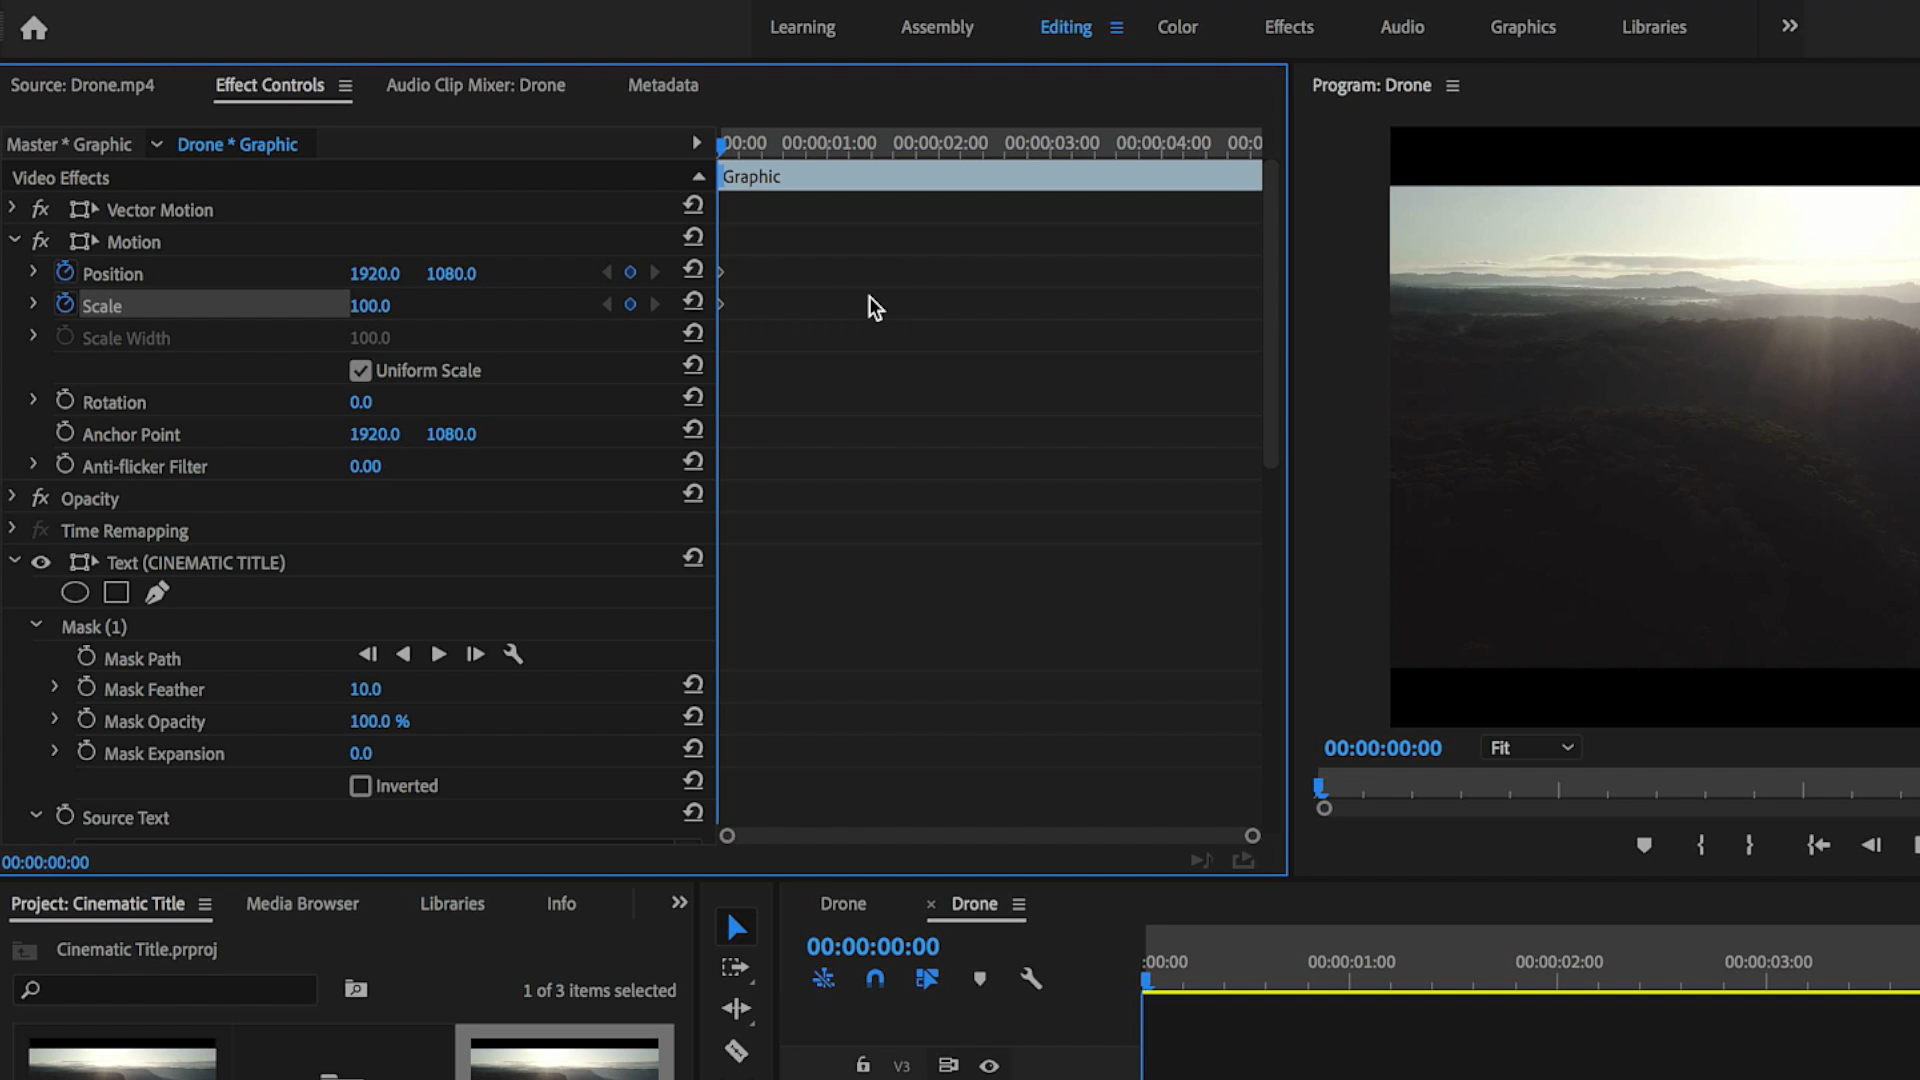 Learning Assembly Editing Color Effects Audio Graphics Libraries
Source: Drone.mp4 Effect Controls Audio Clip Mixer: Drone Metadata
Program: Drone
Master * Graphic Drone * Graphic
00:00 00:00:01:00 00:00:02:00 00:00:03:00 00:00:04:00 00:0
Video Effects
Graphic
fx Vector Motion
fx Motion
Position 1920.0 1080.0
Scale 100.0
Scale Width 100.0
Uniform Scale
Rotation 0.0
Anchor Point 1920.0 1080.0
Anti-flicker Filter 0.00
fx Opacity
fx Time Remapping
Text (CINEMATIC TITLE)
Mask (1)
Mask Path
Mask Feather 10.0
Mask Opacity 100.0 %
Mask Expansion 0.0
Inverted
Source Text
00:00:00:00
00:00:00:00 Fit
Project: Cinematic Title Media Browser Libraries Info
Cinematic Title.prproj
1 of 3 items selected
Drone × Drone
00:00:00:00
:00:00 00:00:01:00 00:00:02:00 00:00:03:00
V3